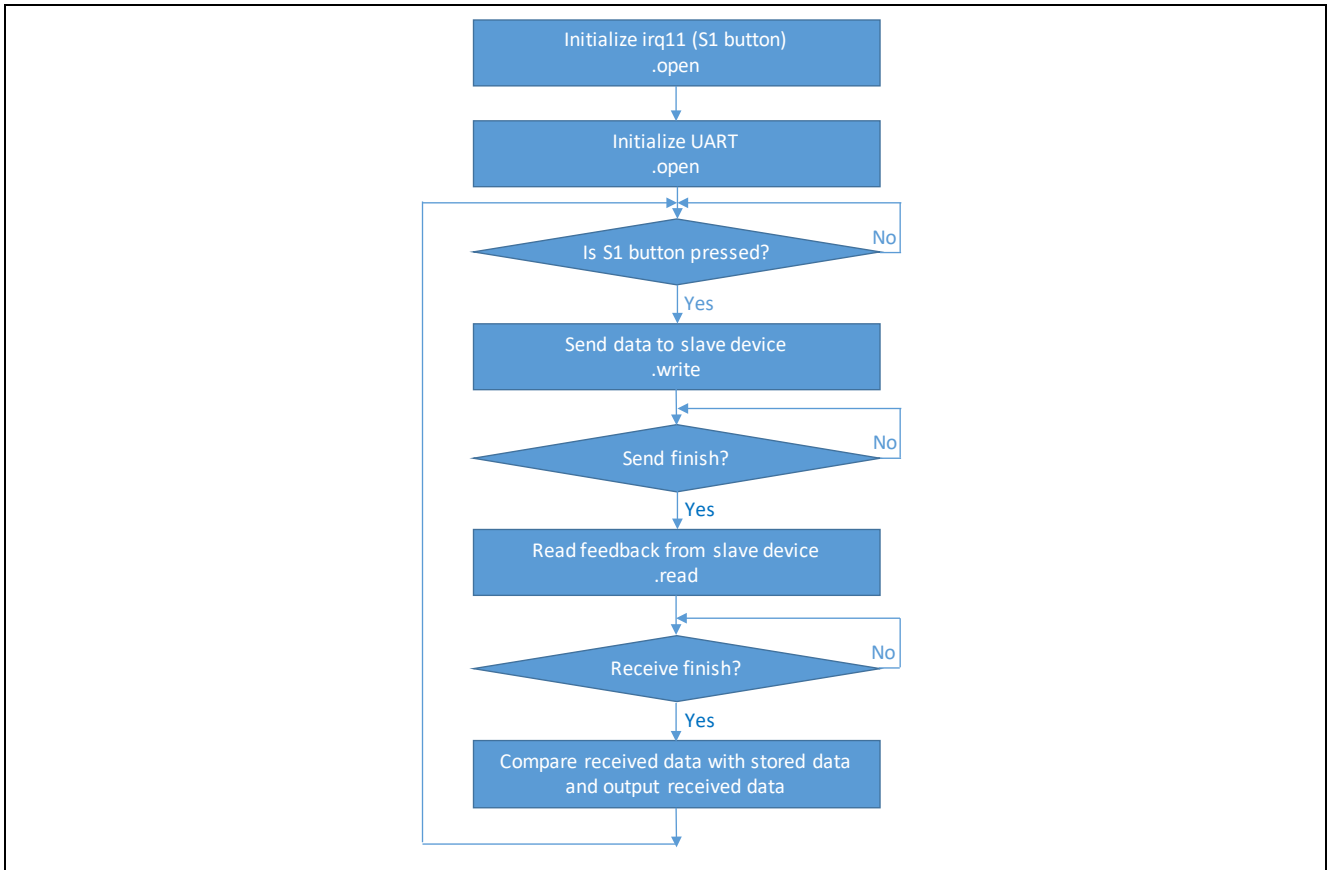 Initialize irq11 (S1 button)
.open
Initialize UART
.open
Is S1 button pressed?
No
Yes
Send data to slave device
.write
Send finish?
No
Yes
Read feedback from slave device
.read
Receive finish?
No
Yes
Compare received data with stored data
and output received data